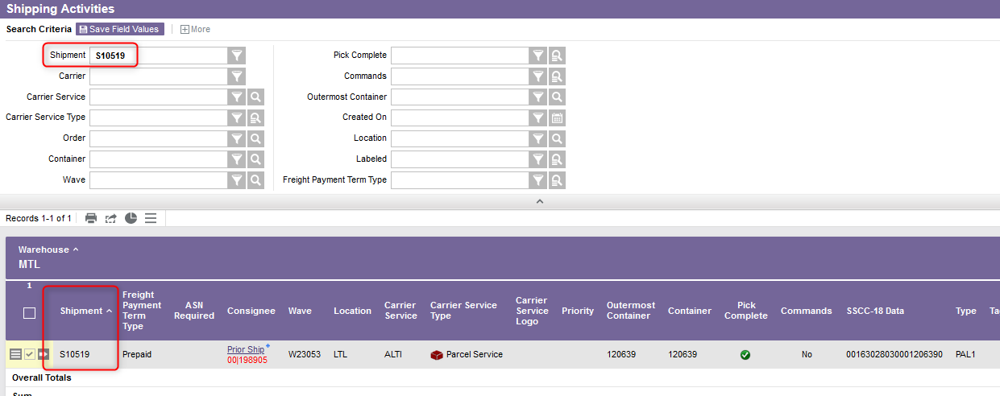 Shipping Activities
Search Criteria Save Field Values More
Shipment S10519
Carrier
Carrier Service
Carrier Service Type
Order
Container
Wave
Pick Complete
Commands
Outermost Container
Created On
Location
Labeled
Freight Payment Term Type
Records 1-1 of 1
Warehouse
MTL
1
Shipment Freight Payment Term Type ASN Required Consignee Wave Location Carrier Service Carrier Service Type Carrier Service Logo Priority Outermost Container Container Pick Complete Commands SSCC-18 Data Type
S10519 Prepaid Prior Ship* 00|198905 W23053 LTL ALTI Parcel Service 120639 120639 No 00163028030001206390 PAL1
Overall Totals